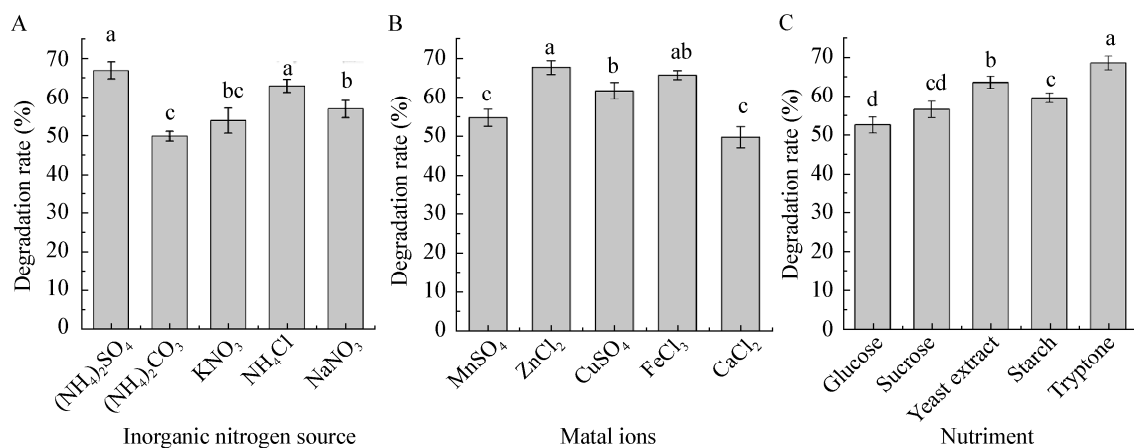 A
Degradation rate (%)
70
60
50
40
30
20
10
0
a
c
bc
a
b
(NH₄)₂SO₄
(NH₄)₂CO₃
KNO₃
NH₄Cl
NaNO₃
Inorganic nitrogen source
B
Degradation rate (%)
70
60
50
40
30
20
10
0
c
a
b
ab
c
MnSO₄
ZnCl₂
CuSO₄
FeCl₃
CaCl₂
Matal ions
C
Degradation rate (%)
70
60
50
40
30
20
10
0
d
cd
b
c
a
Glucose
Sucrose
Yeast extract
Starch
Tryptone
Nutriment